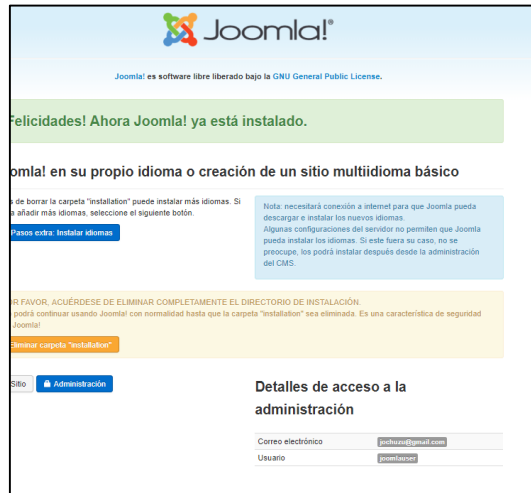 Joomla!®
Joomla! es software libre liberado bajo la GNU General Public License.
Felicidades! Ahora Joomla! ya está instalado.
omla! en su propio idioma o creación de un sitio multiidioma básico
s de borrar la carpeta "installation" puede instalar más idiomas. Si
a añadir más idiomas, seleccione el siguiente botón.
Pasos extra: Instalar idiomas
Nota: necesitará conexión a internet para que Joomla pueda
descargar e instalar los nuevos idiomas.
Algunas configuraciones del servidor no permiten que Joomla
pueda instalar los idiomas. Si este fuera su caso, no se
preocupe, los podrá instalar después desde la administración
del CMS.
OR FAVOR, ACUÉRDESE DE ELIMINAR COMPLETAMENTE EL DIRECTORIO DE INSTALACIÓN.
podrá continuar usando Joomla! con normalidad hasta que la carpeta "installation" sea eliminada. Es una característica de seguridad
Joomla!
Eliminar carpeta "installation"
Sitio
Administración
Detalles de acceso a la
administración
Correo electrónico jochuzu@gmail.com
Usuario joomlauser